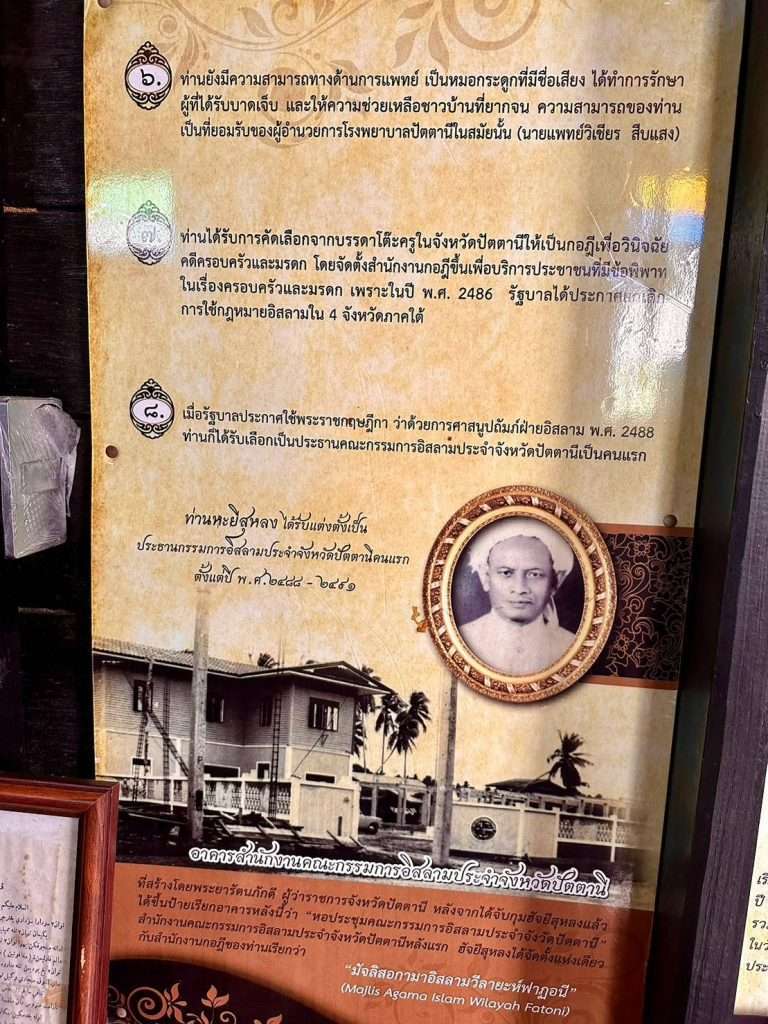 ๖. ท่านยังมีความสามารถทางด้านการแพทย์ เป็นหมอกระดูกที่มีชื่อเสียง ได้ทำการรักษา
ผู้ที่ได้รับบาดเจ็บ และให้ความช่วยเหลือชาวบ้านที่ยากจน ความสามารถของท่าน
เป็นที่ยอมรับของผู้อำนวยการโรงพยาบาลปัตตานีในสมัยนั้น (นายแพทย์วิเชียร สืบแสง)
๗. ท่านได้รับการคัดเลือกจากบรรดาโต๊ะครูในจังหวัดปัตตานีให้เป็นกอฎีเพื่อวินิจฉัย
คดีครอบครัวและมรดก โดยจัดตั้งสำนักงานกอฎีขึ้นเพื่อบริการประชาชนที่มีข้อพิพาท
ในเรื่องครอบครัวและมรดก เพราะในปี พ.ศ. 2486 รัฐบาลได้ประกาศยกเลิก
การใช้กฎหมายอิสลามใน 4 จังหวัดภาคใต้
๘. เมื่อรัฐบาลประกาศใช้พระราชกฤษฎีกา ว่าด้วยการศาสนูปถัมภ์ฝ่ายอิสลาม พ.ศ. 2488
ท่านก็ได้รับเลือกเป็นประธานคณะกรรมการอิสลามประจำจังหวัดปัตตานีเป็นคนแรก
ท่านหะยีสุหลง ได้รับแต่งตั้งเป็น
ประธานกรรมการอิสลามประจำจังหวัดปัตตานีคนแรก
ตั้งแต่ปี พ.ศ.๒๔๘๘ - ๒๔๙๑
อาคารสำนักงานคณะกรรมการอิสลามประจำจังหวัดปัตตานี
ที่สร้างโดยพระยารัตนภักดี ผู้ว่าราชการจังหวัดปัตตานี หลังจากได้จับกุมฮัจยีสุหลงแล้ว
ได้ขึ้นป้ายเรียกอาคารหลังนี้ว่า "หอประชุมคณะกรรมการอิสลามประจำจังหวัดปัตตานี"
สำนักงานคณะกรรมการอิสลามประจำจังหวัดปัตตานีหลังแรก ฮัจยีสุหลงได้จัดตั้งแห่งเดียว
กับสำนักงานกอฎีของท่านเรียกว่า
"มัจลิสอกามาอิสลามวีลายะห์ฟาฏอนี"
(Majlis Agama Islam Wilayah Fatoni)